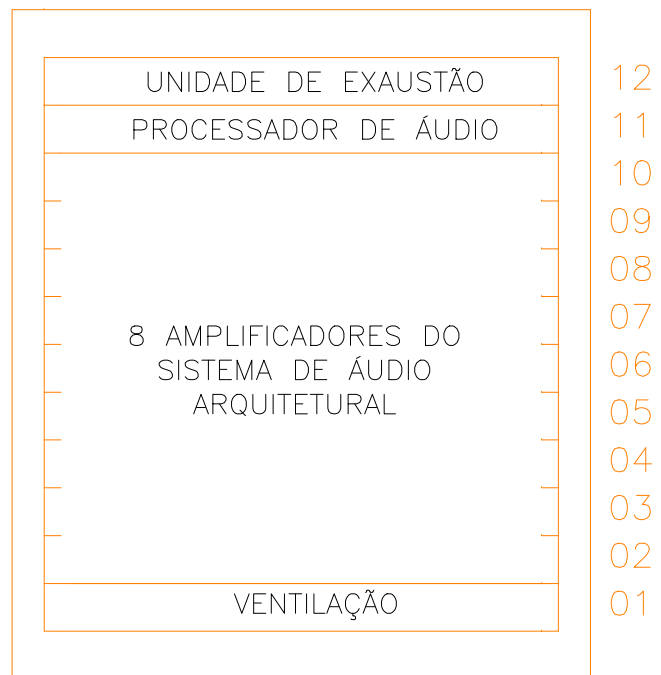 UNIDADE DE EXAUSTÃO 12
PROCESSADOR DE ÁUDIO 11
10
09
08
07
8 AMPLIFICADORES DO
SISTEMA DE ÁUDIO 06
ARQUITETURAL 05
04
03
02
VENTILAÇÃO 01